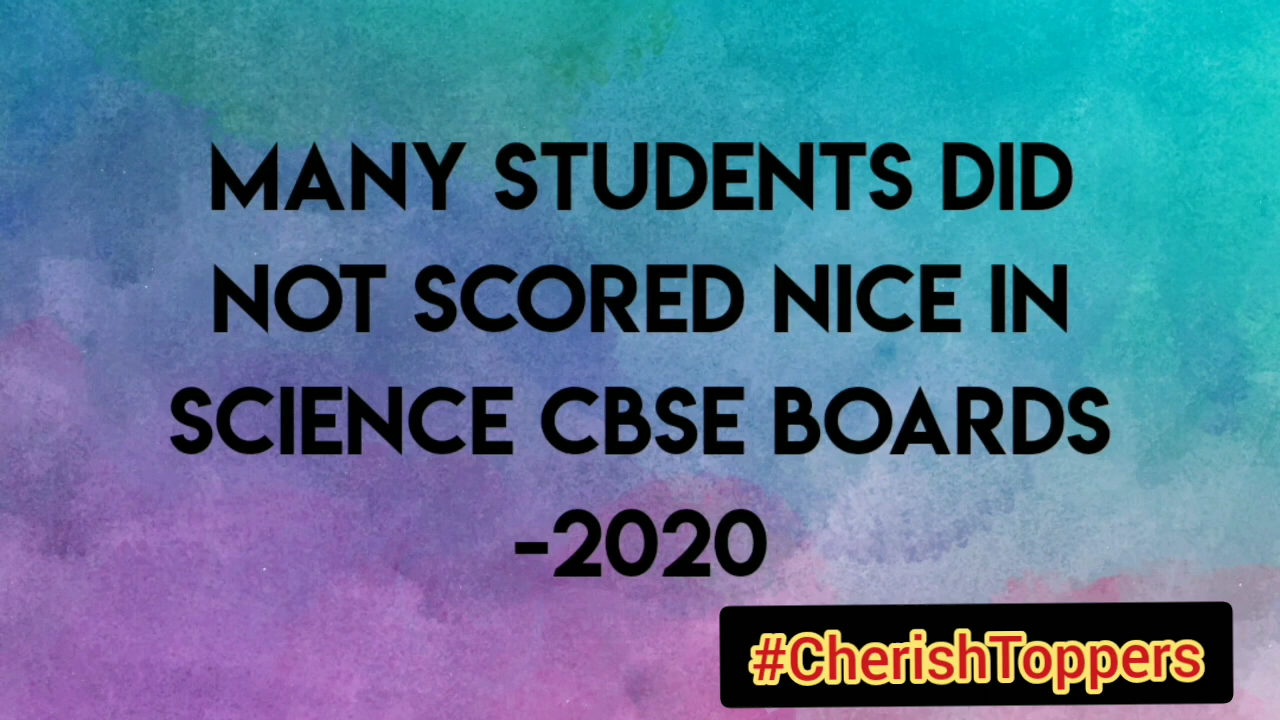 MANY STUDENTS DID
NOT SCORED NICE IN
SCIENCE CBSE BOARDS
-2020
#CherishToppers